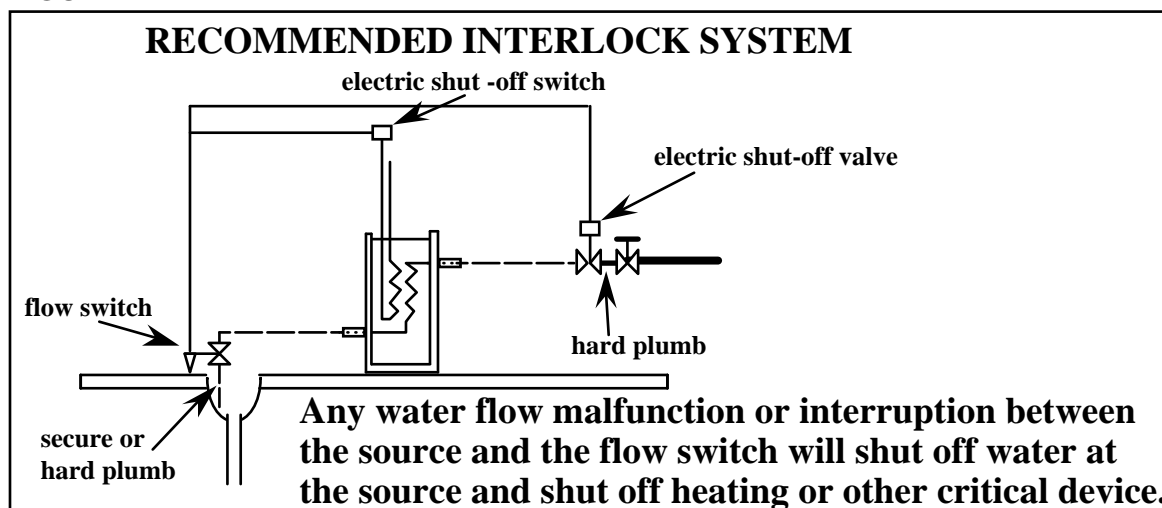 RECOMMENDED INTERLOCK SYSTEM
electric shut -off switch
electric shut-off valve
flow switch
hard plumb
secure or
hard plumb
Any water flow malfunction or interruption between
the source and the flow switch will shut off water at
the source and shut off heating or other critical device.